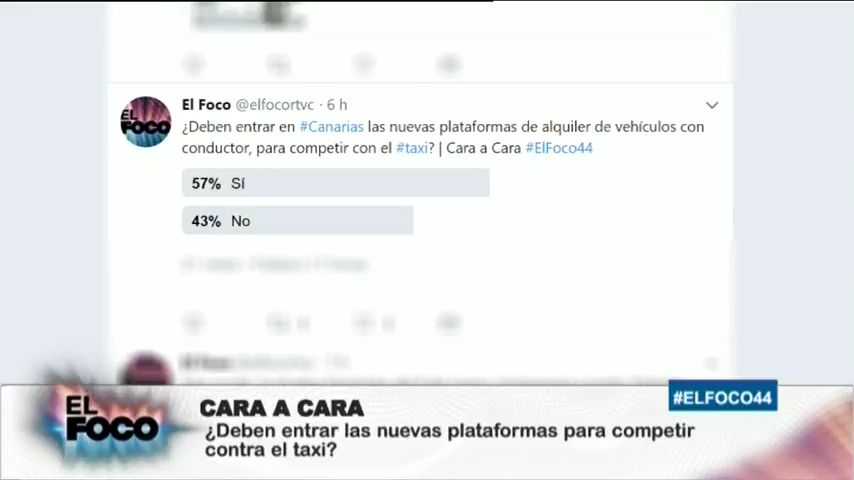 EL
FOCO
El Foco @elfocortvc · 6 h
¿Deben entrar en #Canarias las nuevas plataformas de alquiler de vehículos con
conductor, para competir con el #taxi? | Cara a Cara #ElFoco44
57% Sí
43% No
#ELFOCO44
EL
FOCO
CARA A CARA
¿Deben entrar las nuevas plataformas para competir
contra el taxi?